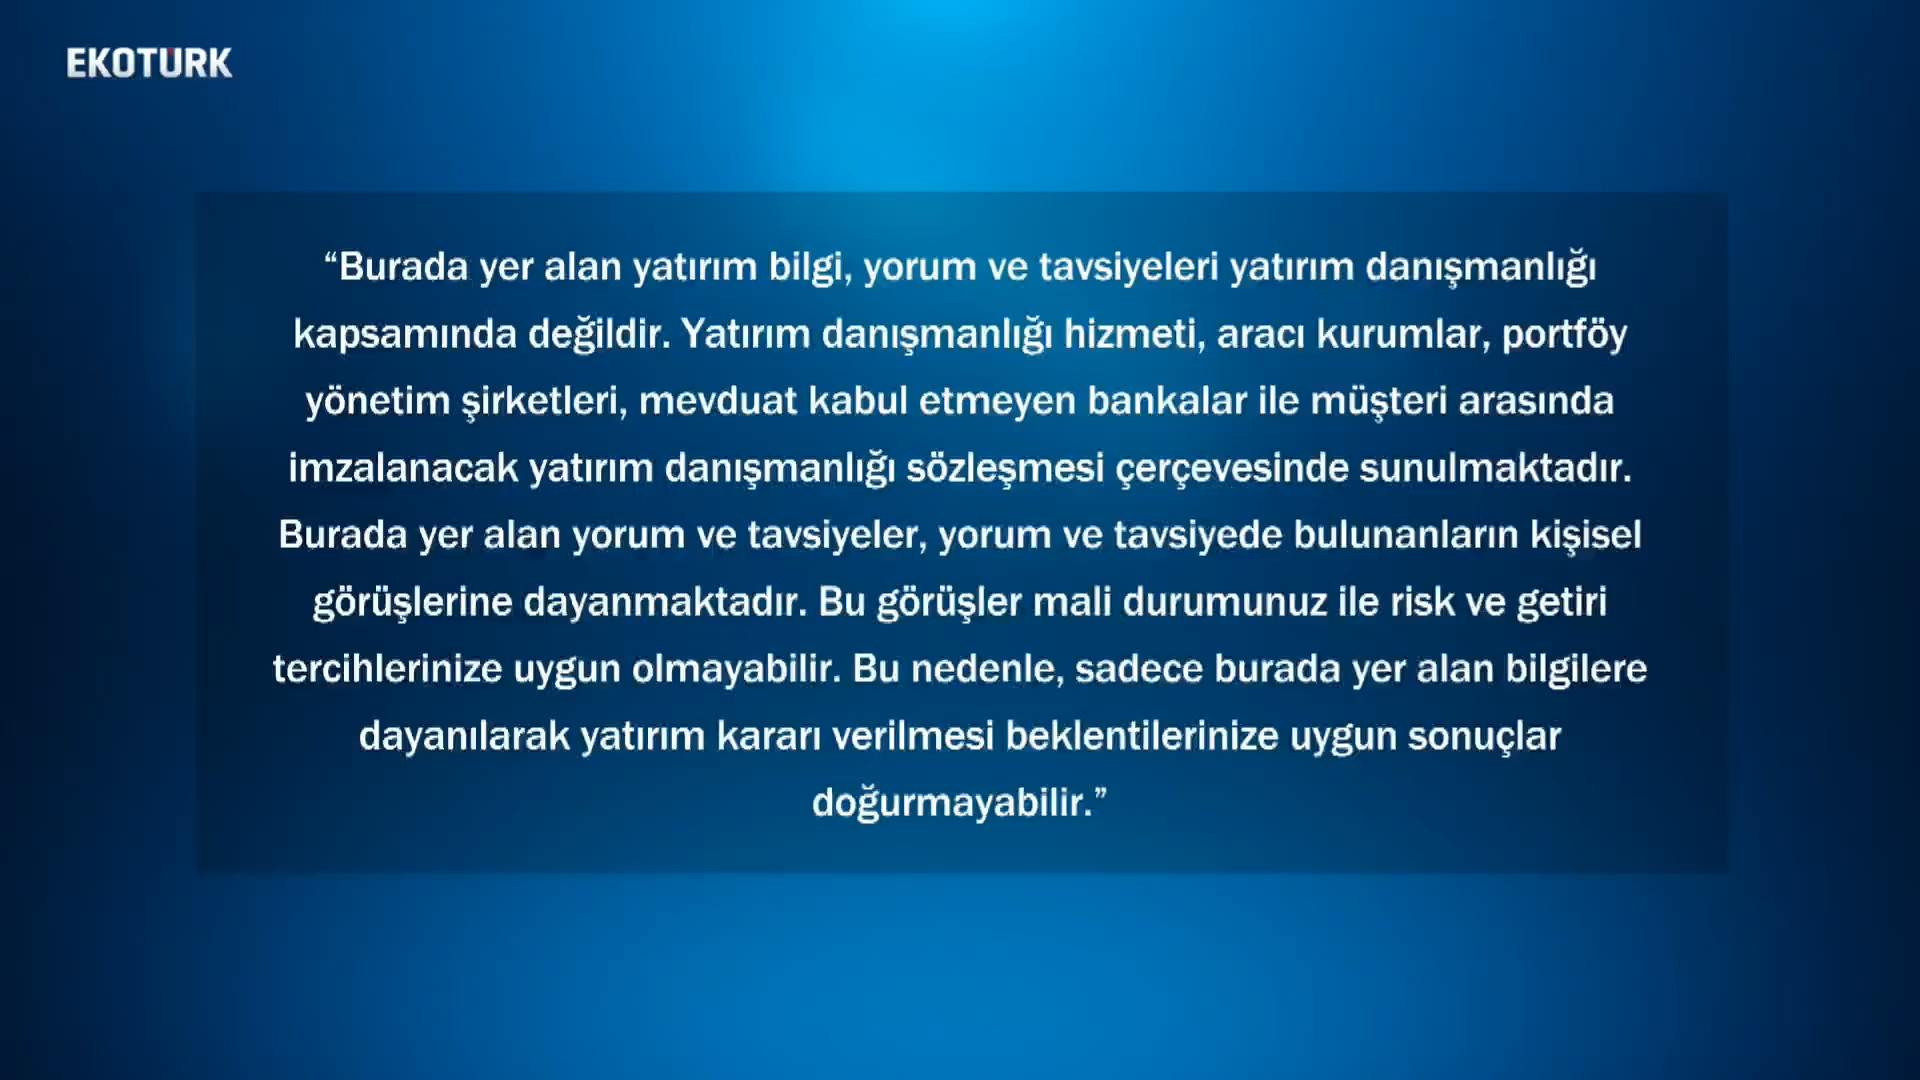 EKOTÜRK
“Burada yer alan yatırım bilgi, yorum ve tavsiyeleri yatırım danışmanlığı
kapsamında değildir. Yatırım danışmanlığı hizmeti, aracı kurumlar, portföy
yönetim şirketleri, mevduat kabul etmeyen bankalar ile müşteri arasında
imzalanacak yatırım danışmanlığı sözleşmesi çerçevesinde sunulmaktadır.
Burada yer alan yorum ve tavsiyeler, yorum ve tavsiyede bulunanların kişisel
görüşlerine dayanmaktadır. Bu görüşler mali durumunuz ile risk ve getiri
tercihlerinize uygun olmayabilir. Bu nedenle, sadece burada yer alan bilgilere
dayanılarak yatırım kararı verilmesi beklentilerinize uygun sonuçlar
doğurmayabilir.”